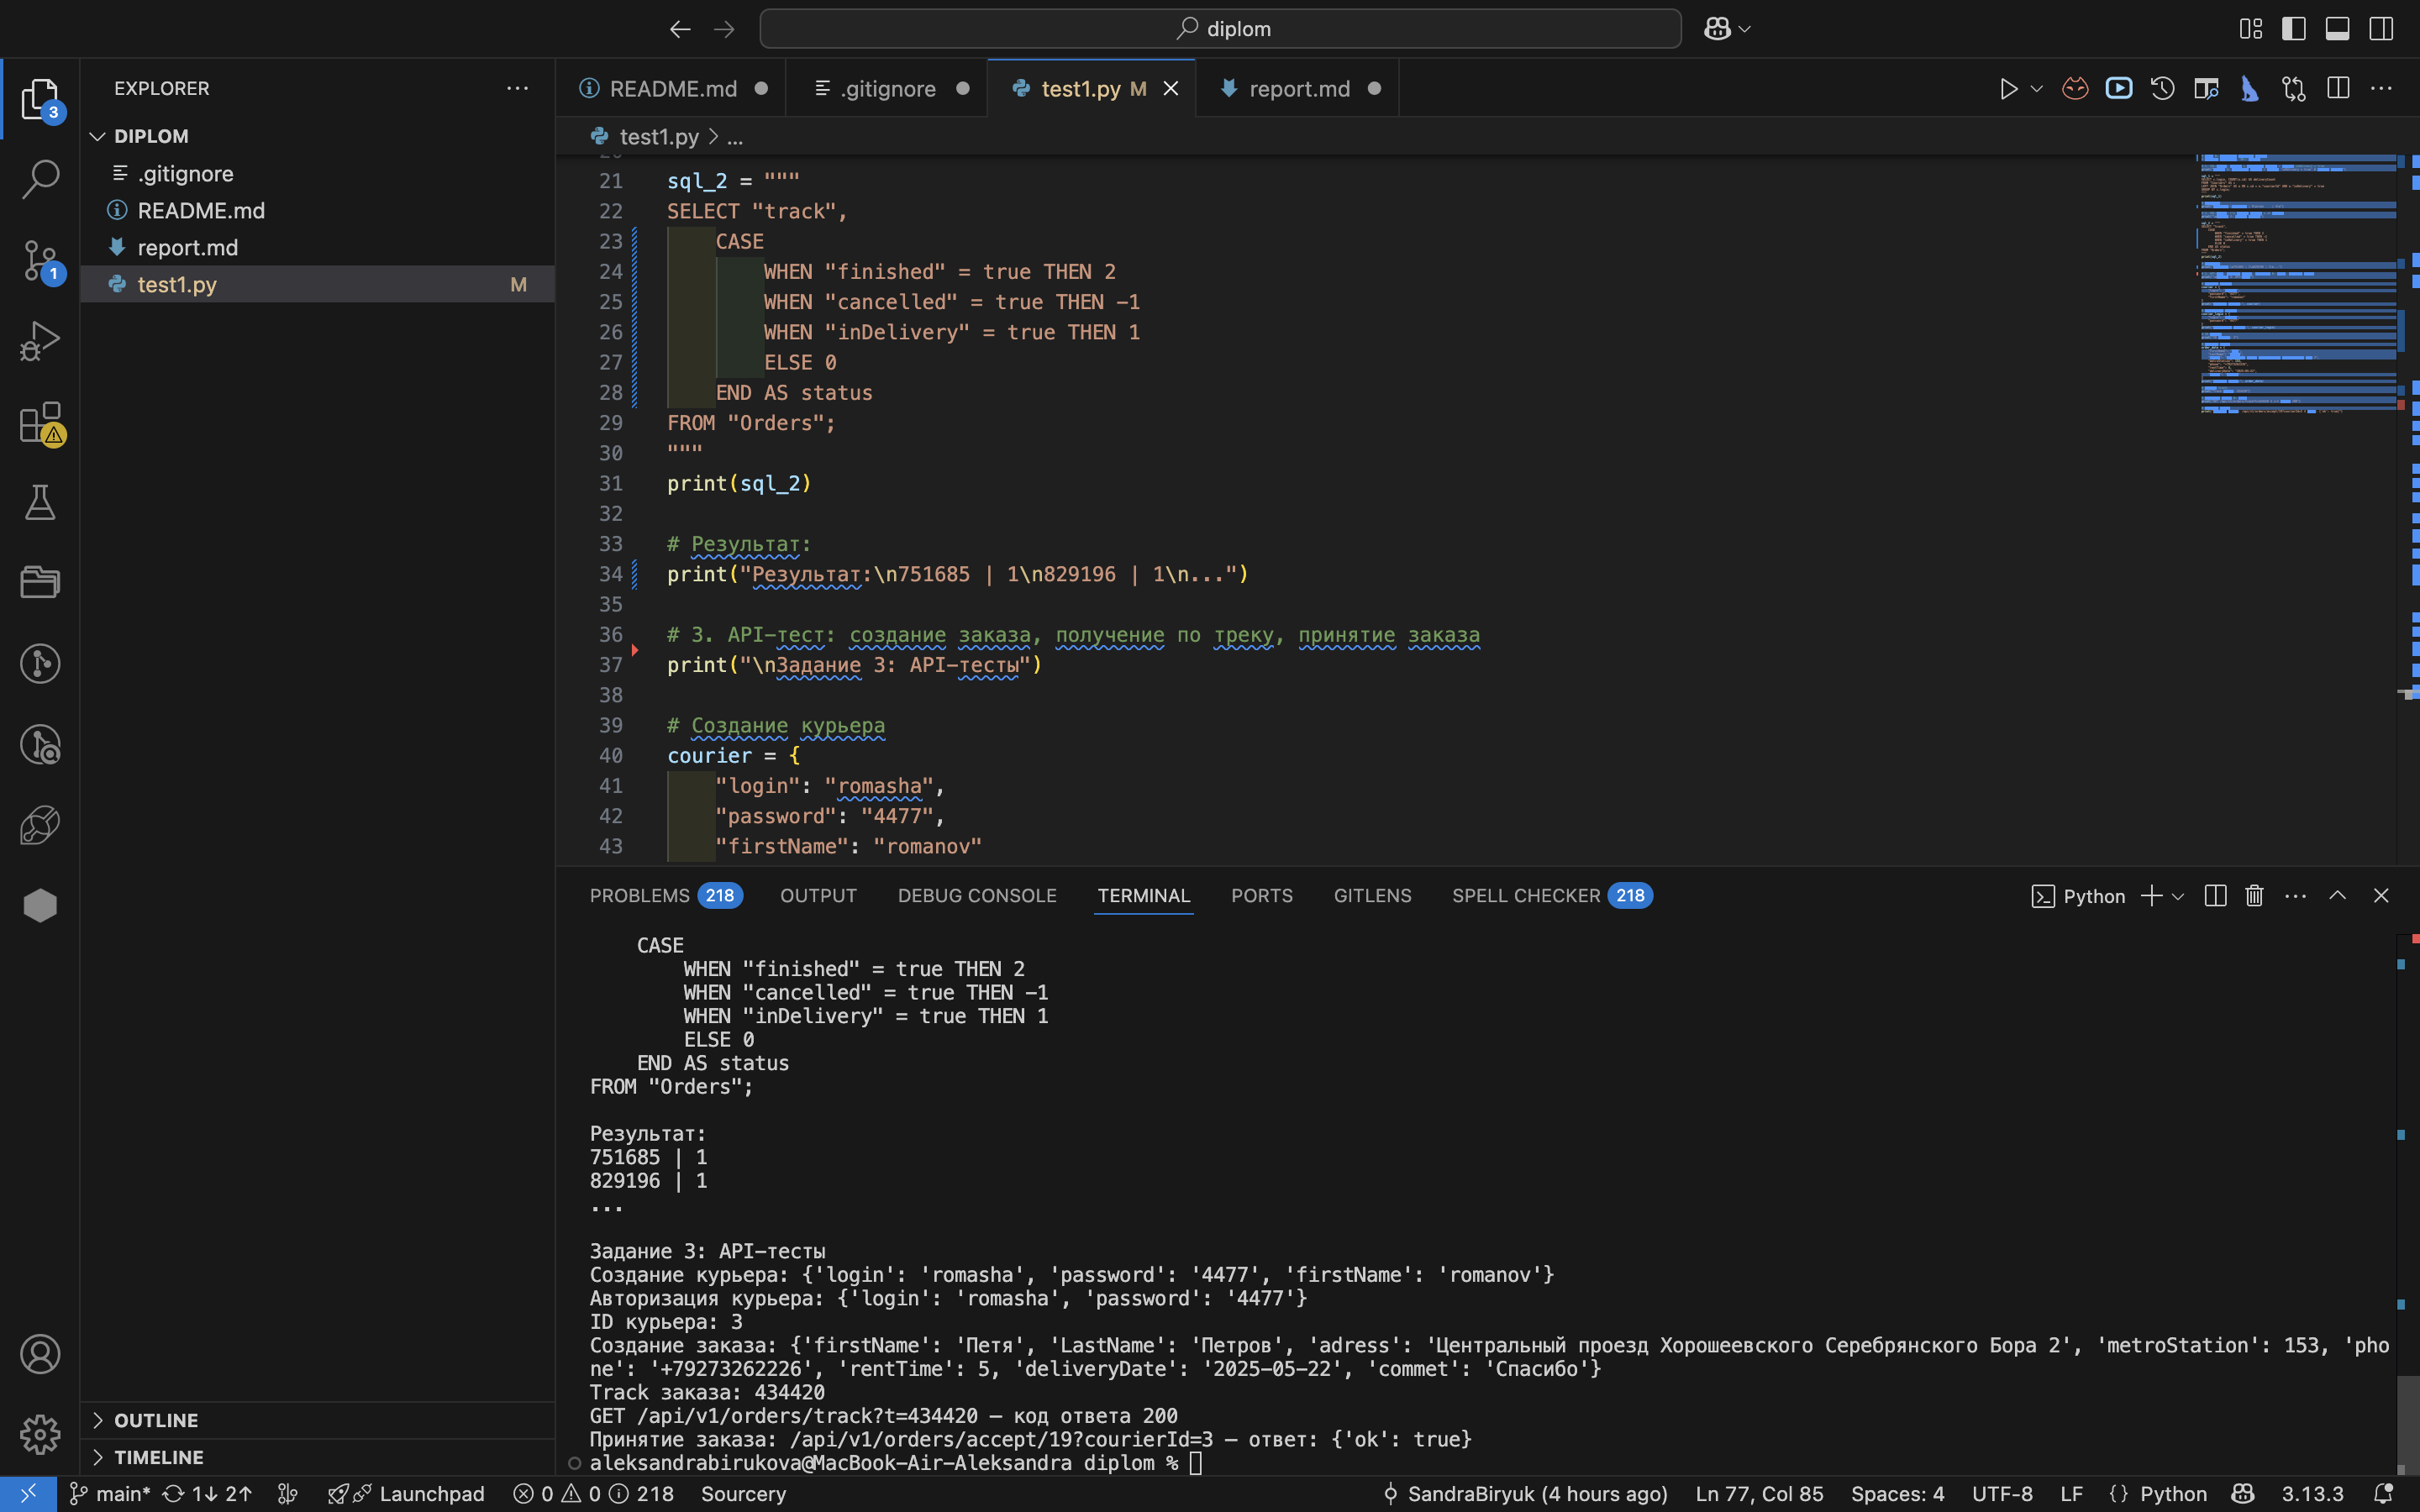 diplom
EXPLORER
3
DIPLOM
.gitignore
README.md
report.md
test1.py M
1
OUTLINE
TIMELINE
README.md
.gitignore
test1.py M
report.md
test1.py > ...
21 sql_2 = """
22 SELECT "track",
23 CASE
24 WHEN "finished" = true THEN 2
25 WHEN "cancelled" = true THEN -1
26 WHEN "inDelivery" = true THEN 1
27 ELSE 0
28 END AS status
29 FROM "Orders";
30 """
31 print(sql_2)
32
33 # Результат:
34 print("Результат:\n751685 | 1\n829196 | 1\n...")
35
36 # 3. API-тест: создание заказа, получение по треку, принятие заказа
37 print("\nЗадание 3: API-тесты")
38
39 # Создание курьера
40 courier = {
41 "login": "romasha",
42 "password": "4477",
43 "firstName": "romanov"
PROBLEMS 218 OUTPUT DEBUG CONSOLE TERMINAL PORTS GITLENS SPELL CHECKER 218
Python
CASE
WHEN "finished" = true THEN 2
WHEN "cancelled" = true THEN -1
WHEN "inDelivery" = true THEN 1
ELSE 0
END AS status
FROM "Orders";
Результат:
751685 | 1
829196 | 1
...
Задание 3: API-тесты
Создание курьера: {'login': 'romasha', 'password': '4477', 'firstName': 'romanov'}
Авторизация курьера: {'login': 'romasha', 'password': '4477'}
ID курьера: 3
Создание заказа: {'firstName': 'Петя', 'LastName': 'Петров', 'adress': 'Центральный проезд Хорошеевского Серебрянского Бора 2', 'metroStation': 153, 'pho
ne': '+79273262226', 'rentTime': 5, 'deliveryDate': '2025-05-22', 'commet': 'Спасибо'}
Track заказа: 434420
GET /api/v1/orders/track?t=434420 — код ответа 200
Принятие заказа: /api/v1/orders/accept/19?courierId=3 — ответ: {'ok': true}
aleksandrabirukova@MacBook-Air-Aleksandra diplom %
main* 1↓ 2↑ Launchpad 0 0 218 Sourcery SandraBiryuk (4 hours ago) Ln 77, Col 85 Spaces: 4 UTF-8 LF {} Python 3.13.3